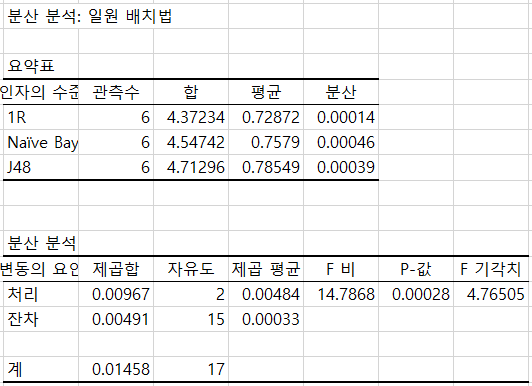 분산 분석: 일원 배치법
요약표
인자의 수준 관측수 합 평균 분산
1R 6 4.37234 0.72872 0.00014
Naïve Bay 6 4.54742 0.7579 0.00046
J48 6 4.71296 0.78549 0.00039
분산 분석
변동의 요인 제곱합 자유도 제곱 평균 F 비 P-값 F 기각치
처리 0.00967 2 0.00484 14.7868 0.00028 4.76505
잔차 0.00491 15 0.00033
계 0.01458 17